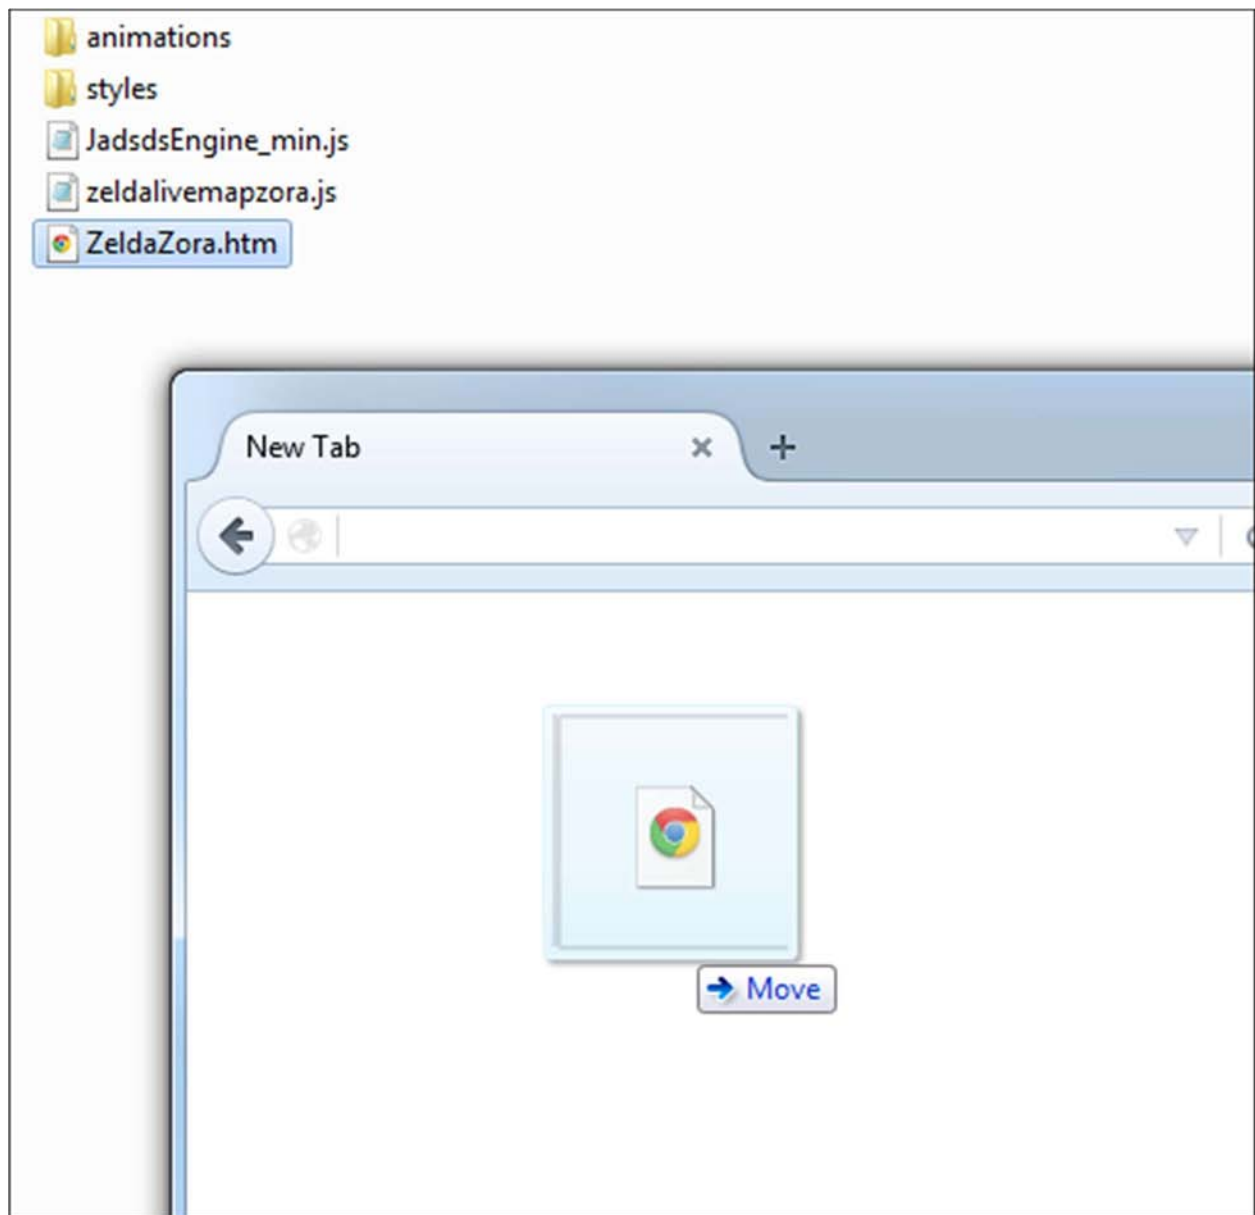 animations
styles
JadsdsEngine_min.js
zeldalivemapzora.js
ZeldaZora.htm
New Tab
Move